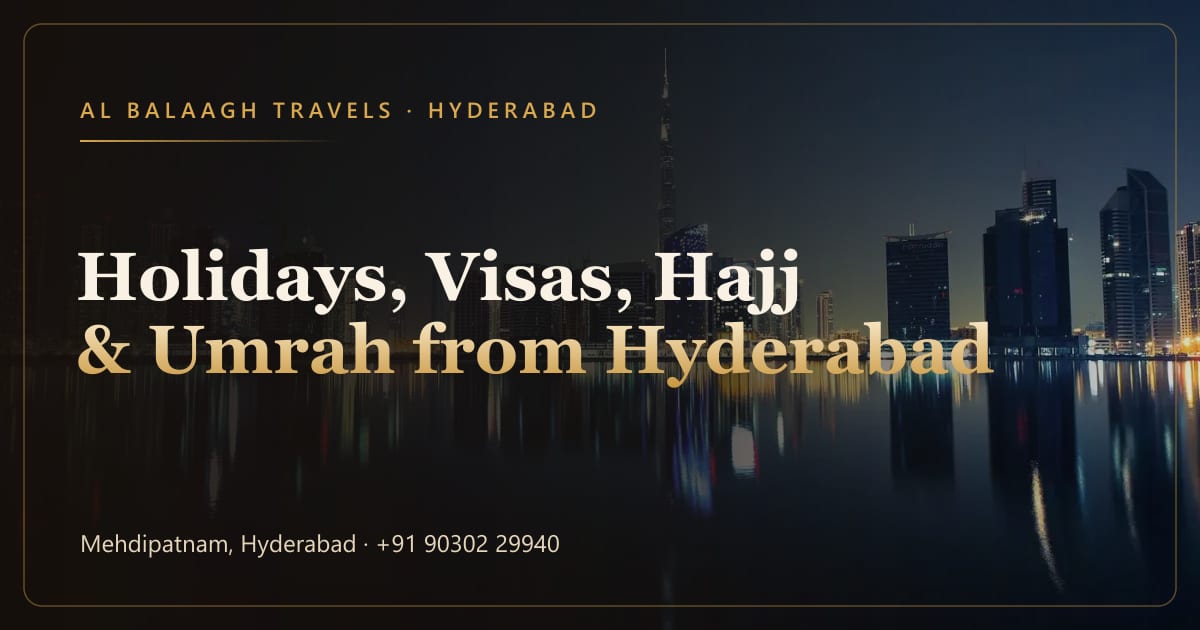 AL BALAAGH TRAVELS · HYDERABAD
Holidays, Visas, Hajj
& Umrah from Hyderabad
Mehdipatnam, Hyderabad · +91 90302 29940